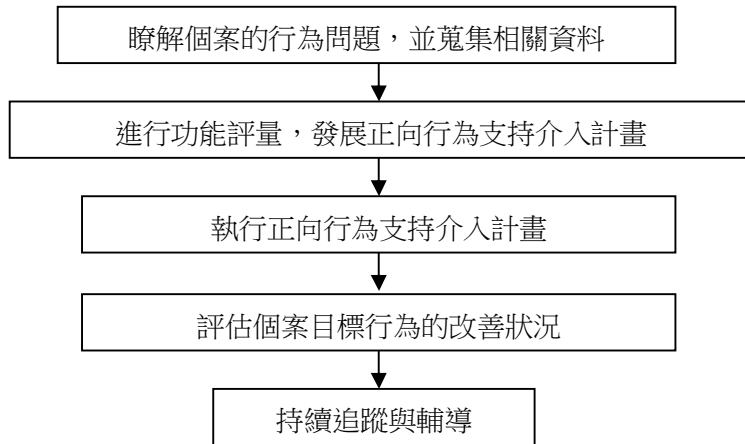 瞭解個案的行為問題，並蒐集相關資料
進行功能評量，發展正向行為支持介入計畫
執行正向行為支持介入計畫
評估個案目標行為的改善狀況
持續追蹤與輔導